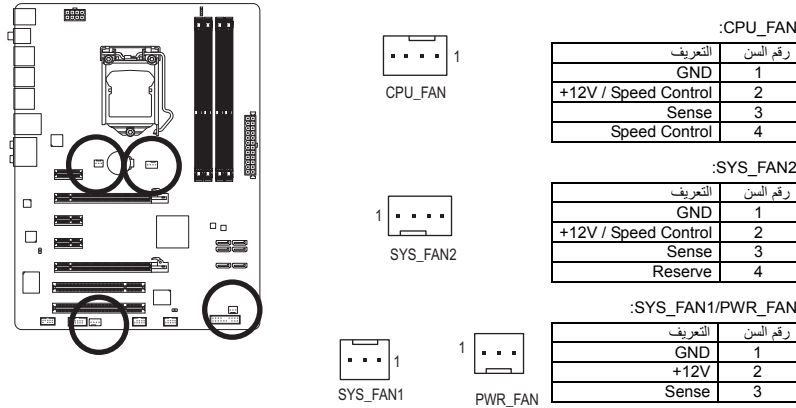 CPU_FAN:
رقم السن التعريف
1 GND
2 +12V / Speed Control
3 Sense
4 Speed Control
1
CPU_FAN
SYS_FAN2:
رقم السن التعريف
1 GND
2 +12V / Speed Control
3 Sense
4 Reserve
1
SYS_FAN2
SYS_FAN1/PWR_FAN:
رقم السن التعريف
1 GND
2 +12V
3 Sense
1
SYS_FAN1
1
PWR_FAN